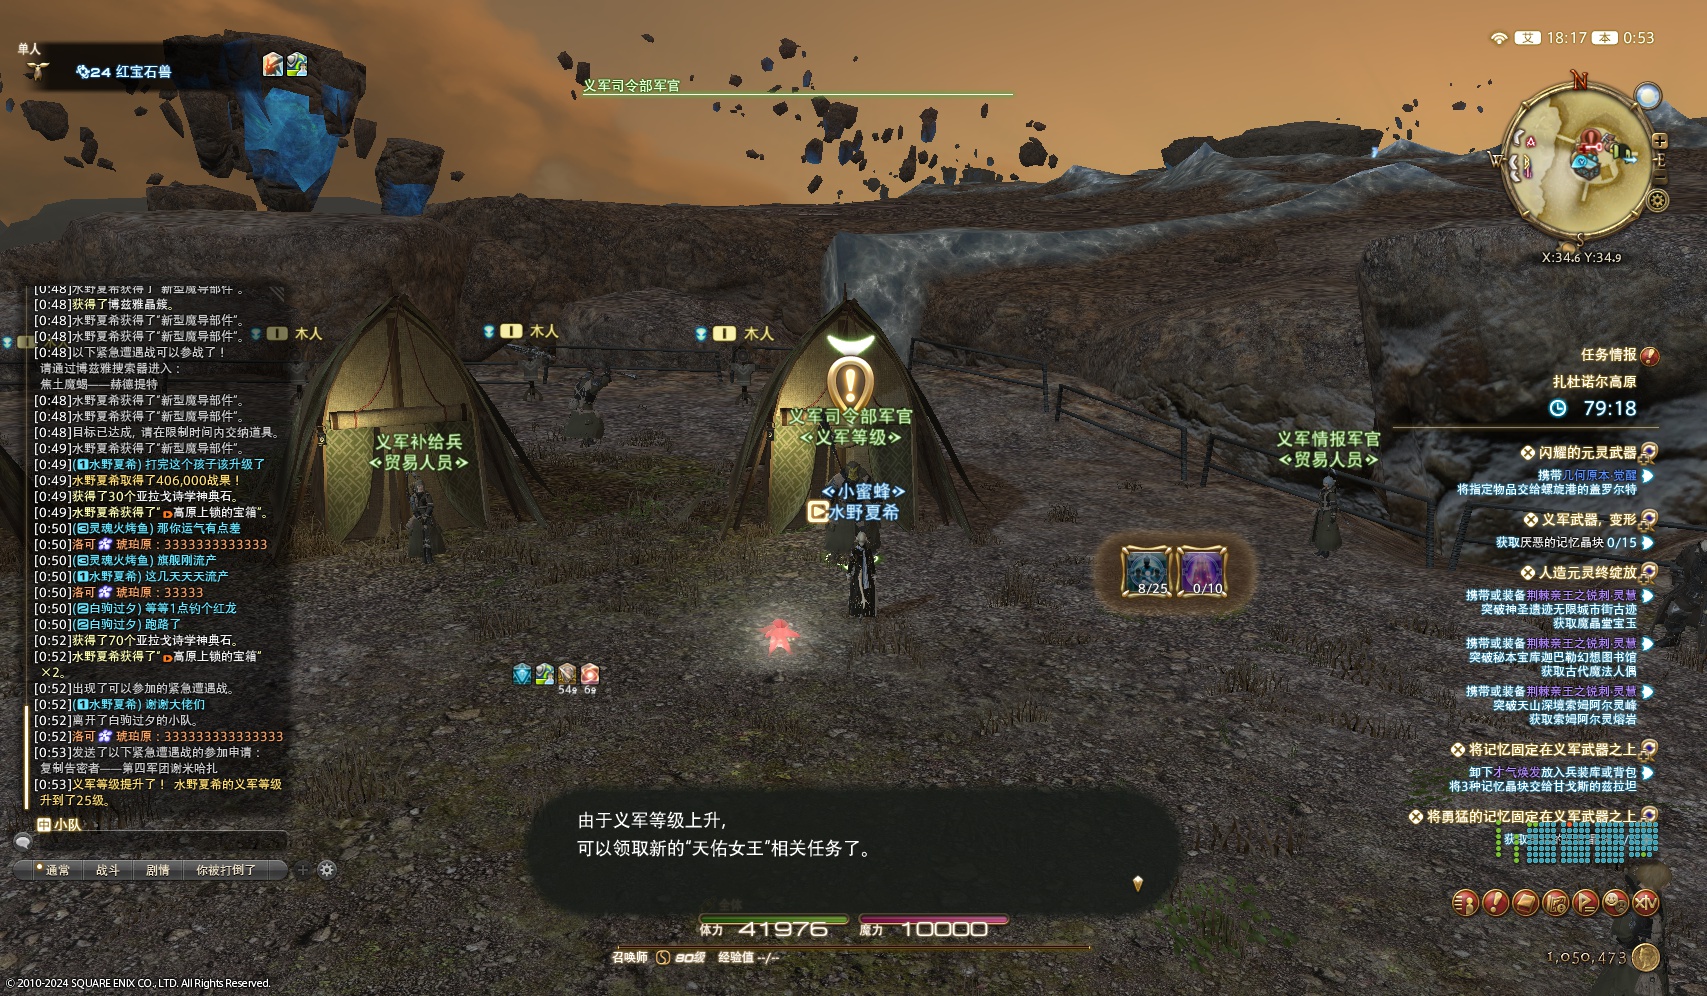 单人
24 红宝石兽
义军司令部军官
艾 18:17 本 0:53
N
W
E
S
X:34.6 Y:34.9
[0:48]水野夏希获得了“新型魔导部件”。
[0:48]获得了博兹雅晶簇。
[0:48]水野夏希获得了“新型魔导部件”。
[0:48]水野夏希获得了“新型魔导部件”。
[0:48]以下紧急遭遇战可以参战了！
请通过博兹雅搜索器进入：
焦土魔蝎——赫德提特
[0:48]水野夏希获得了“新型魔导部件”。
[0:48]水野夏希获得了“新型魔导部件”。
[0:48]目标已达成, 请在限制时间内交纳道具。
[0:49]水野夏希获得了“新型魔导部件”。
[0:49](1水野夏希) 打完这个孩子该升级了
[0:49]水野夏希取得了406,000战果！
[0:49]获得了30个亚拉戈诗学神典石。
[0:49]水野夏希获得了“高原上锁的宝箱”。
[0:50](3灵魂火烤鱼) 那你运气有点差
[0:50]洛可 琥珀原：3333333333333
[0:50](3灵魂火烤鱼) 旗舰刚流产
[0:50](1水野夏希) 这几天天天流产
[0:50]洛可 琥珀原：33333
[0:50](2白驹过夕) 等等1点钓个红龙
[0:50](2白驹过夕) 跑路了
[0:52]获得了70个亚拉戈诗学神典石。
[0:52]水野夏希获得了“高原上锁的宝箱”
×2。
[0:52]出现了可以参加的紧急遭遇战。
[0:52](1水野夏希) 谢谢大佬们
[0:52]离开了白驹过夕的小队。
[0:52]洛可 琥珀原：333333333333333
[0:53]发送了以下紧急遭遇战的参加申请：
复制告密者——第四军团谢米哈扎
[0:53]义军等级提升了！ 水野夏希的义军等级
升到了25级。
小队
通常
战斗
剧情
你被打倒了
木人
木人
木人
义军补给兵
<贸易人员>
义军司令部军官
<义军等级>
义军情报军官
<贸易人员>
<小蜜蜂>
水野夏希
8/25
0/10
54s
6s
任务情报
扎杜诺尔高原
79:18
闪耀的元灵武器
携带几何原本·觉醒
将指定物品交给螺旋港的盖罗尔特
义军武器, 变形
获取厌恶的记忆晶块 0/15
人造元灵终绽放
携带或装备荆棘亲王之锐刺·灵慧
突破神圣遗迹无限城市街古迹
获取魔晶堂宝玉
携带或装备荆棘亲王之锐刺·灵慧
突破秘本宝库迦巴勒幻想图书馆
获取古代魔法人偶
携带或装备荆棘亲王之锐刺·灵慧
突破天山深境索姆阿尔灵峰
获取索姆阿尔灵熔岩
将记忆固定在义军武器之上
卸下才气焕发放入兵装库或背包
将3种记忆晶块交给甘戈斯的兹拉坦
将勇猛的记忆固定在义军武器之上
获取
由于义军等级上升,
可以领取新的“天佑女王”相关任务了。
体力 41976 魔力 10000
召唤师 80级 经验值 --/--
1,050,473
© 2010-2024 SQUARE ENIX CO., LTD. All Rights Reserved.